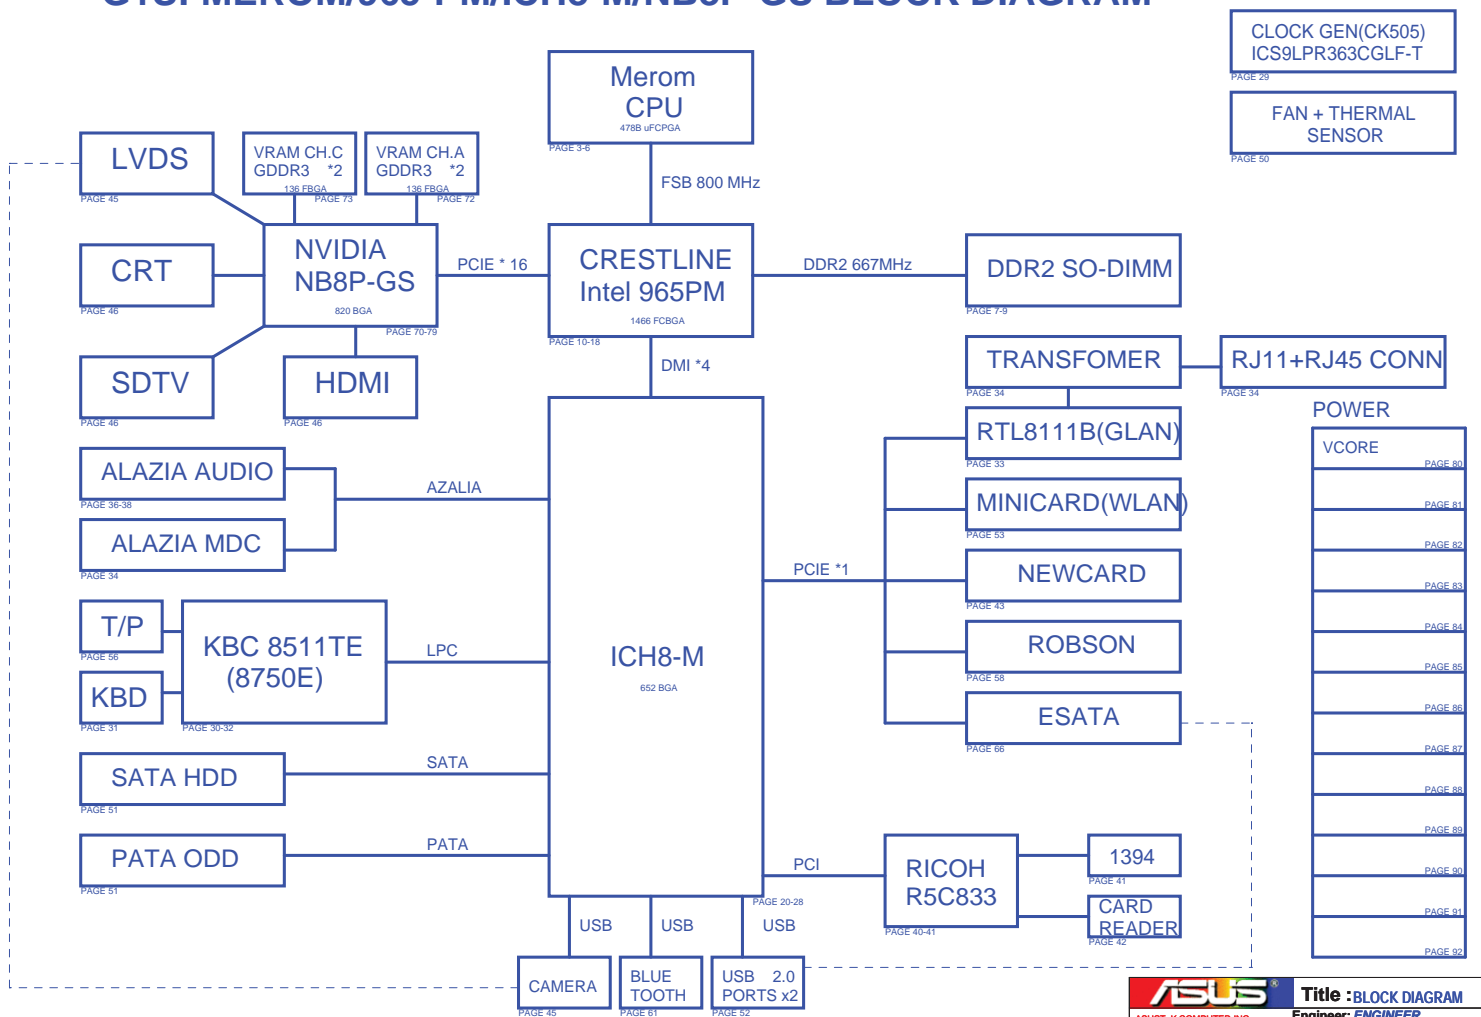 CLOCK GEN(CK505)
ICS9LPR363CGLF-T
PAGE 29
FAN + THERMAL
SENSOR
PAGE 50
Merom
CPU
478B uFCPGA
PAGE 3-6
FSB 800 MHz
LVDS
PAGE 45
VRAM CH.C
GDDR3 *2
136 FBGA
PAGE 73
VRAM CH.A
GDDR3 *2
136 FBGA
PAGE 72
CRT
PAGE 46
NVIDIA
NB8P-GS
820 BGA
PAGE 70-79
PCIE * 16
CRESTLINE
Intel 965PM
1466 FCBGA
PAGE 10-18
DDR2 667MHz
DDR2 SO-DIMM
PAGE 7-9
SDTV
PAGE 46
HDMI
PAGE 46
DMI *4
TRANSFOMER
PAGE 34
RJ11+RJ45 CONN
PAGE 34
RTL8111B(GLAN)
PAGE 33
ALAZIA AUDIO
PAGE 36-38
AZALIA
MINICARD(WLAN)
PAGE 53
ALAZIA MDC
PAGE 34
PCIE *1
NEWCARD
PAGE 43
T/P
PAGE 56
KBD
PAGE 31
KBC 8511TE
(8750E)
PAGE 30-32
LPC
ICH8-M
652 BGA
PAGE 20-28
ROBSON
PAGE 58
ESATA
PAGE 66
SATA HDD
PAGE 51
SATA
PATA ODD
PAGE 51
PATA
PCI
RICOH
R5C833
PAGE 40-41
1394
PAGE 41
CARD
READER
PAGE 42
USB
USB
USB
CAMERA
PAGE 45
BLUE
TOOTH
PAGE 61
USB 2.0
PORTS x2
PAGE 52
POWER
VCORE
PAGE 80
PAGE 81
PAGE 82
PAGE 83
PAGE 84
PAGE 85
PAGE 86
PAGE 87
PAGE 88
PAGE 89
PAGE 90
PAGE 91
PAGE 92
ASUS ®
Title : BLOCK DIAGRAM
Engineer: ENGINEER